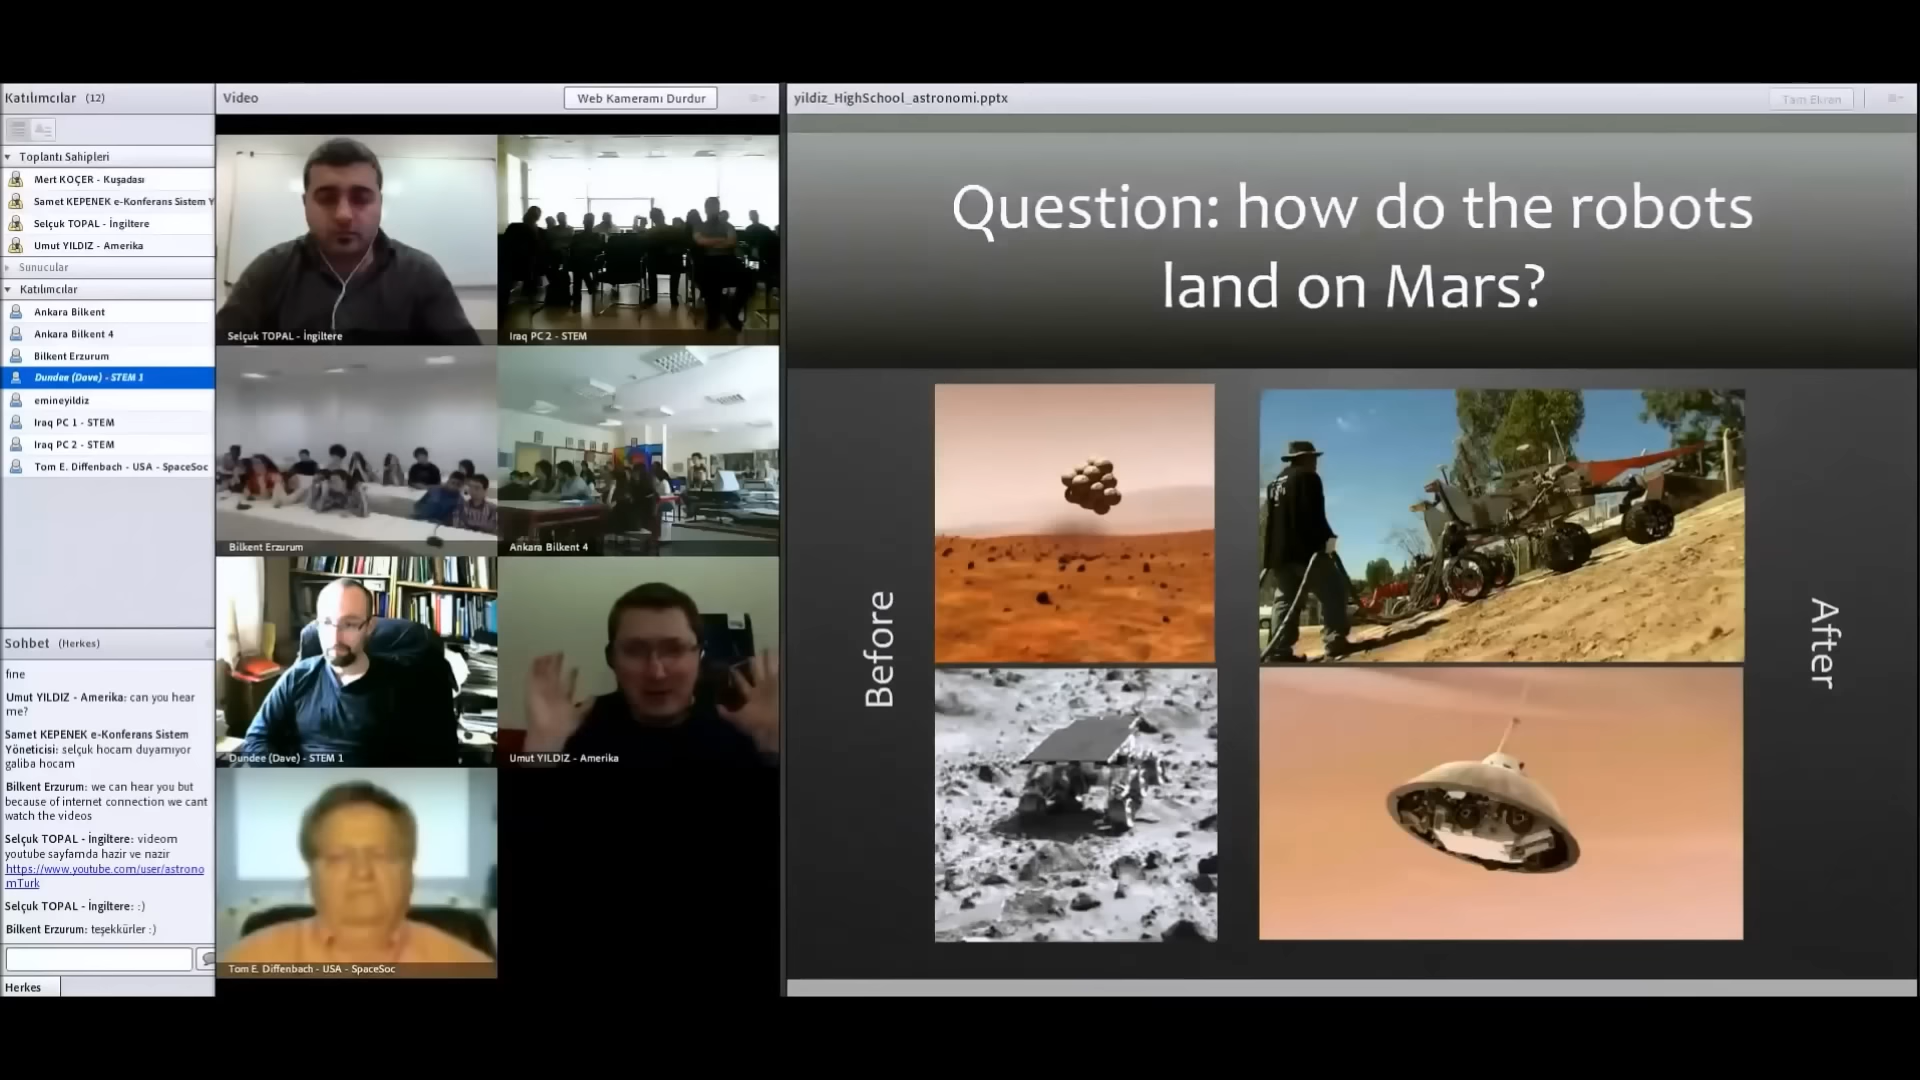 Katılımcılar (12)
Toplantı Sahipleri
Mert KOÇER - Kuşadası
Samet KEPENEK e-Konferans Sistem Y
Selçuk TOPAL - İngiltere
Umut YILDIZ - Amerika
Sunucular
Katılımcılar
Ankara Bilkent
Ankara Bilkent 4
Bilkent Erzurum
Dundee (Dave) - STEM 1
emineyildiz
Iraq PC 1 - STEM
Iraq PC 2 - STEM
Tom E. Diffenbach - USA - SpaceSoc
Sohbet (Herkes)
fine
Umut YILDIZ - Amerika: can you hear
me?
Samet KEPENEK e-Konferans Sistem
Yöneticisi: selçuk hocam duyamıyor
galiba hocam
Bilkent Erzurum: we can hear you but
because of internet connection we cant
watch the videos
Selçuk TOPAL - İngiltere: videom
youtube sayfamda hazir ve nazir
https://www.youtube.com/user/astrono
mTurk
Selçuk TOPAL - İngiltere: :)
Bilkent Erzurum: teşekkürler :)
Herkes
Video
Web Kameramı Durdur
Selçuk TOPAL - İngiltere
Iraq PC 2 - STEM
Bilkent Erzurum
Ankara Bilkent 4
Dundee (Dave) - STEM 1
Umut YILDIZ - Amerika
Tom E. Diffenbach - USA - SpaceSoc
yildiz_HighSchool_astronomi.pptx
Tam Ekran
Question: how do the robots
land on Mars?
Before
After